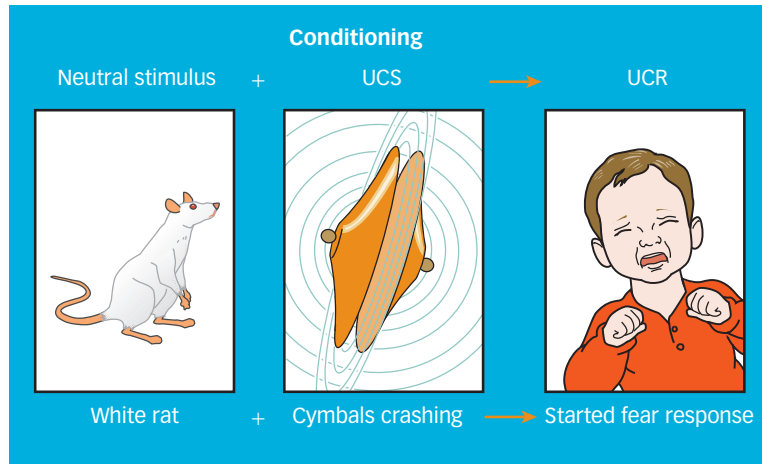 Conditioning
Neutral stimulus + UCS → UCR
White rat + Cymbals crashing → Started fear response